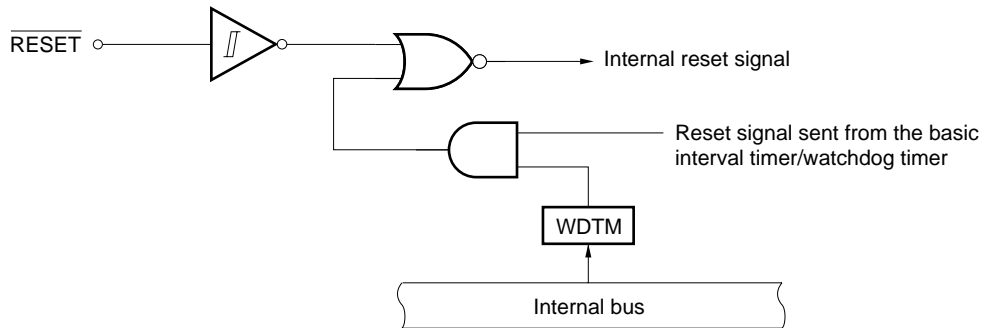 RESET
Internal reset signal
Reset signal sent from the basic
interval timer/watchdog timer
WDTM
Internal bus